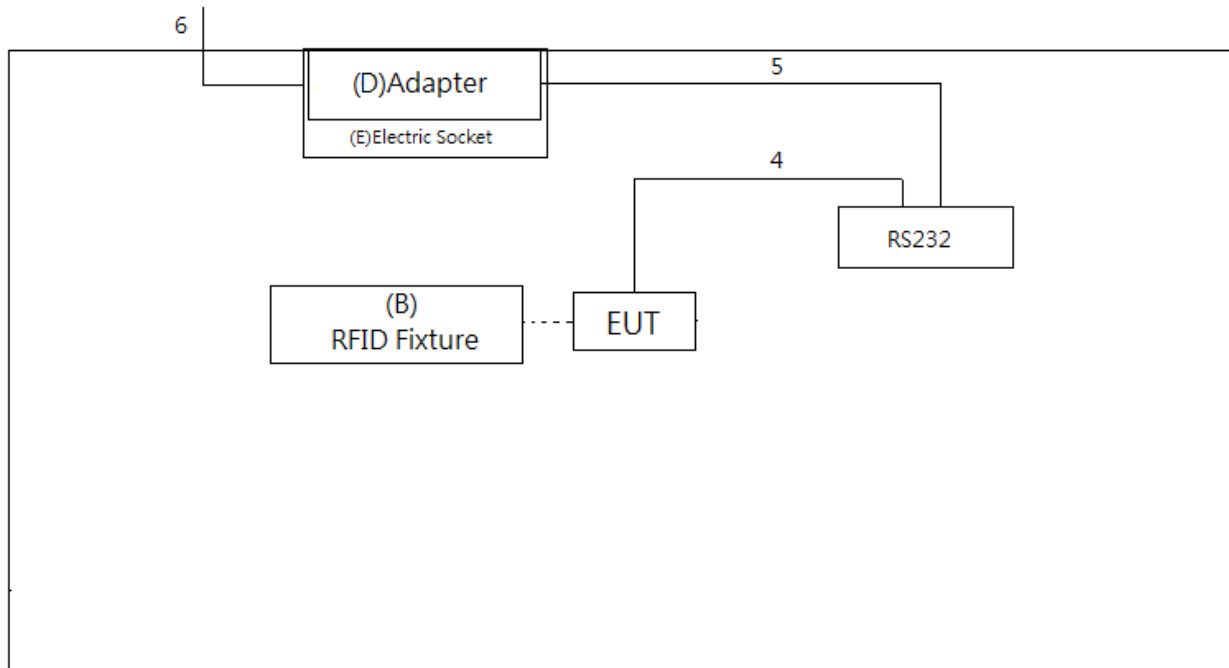 6
(D)Adapter
5
(E)Electric Socket
4
RS232
(B)
RFID Fixture
EUT